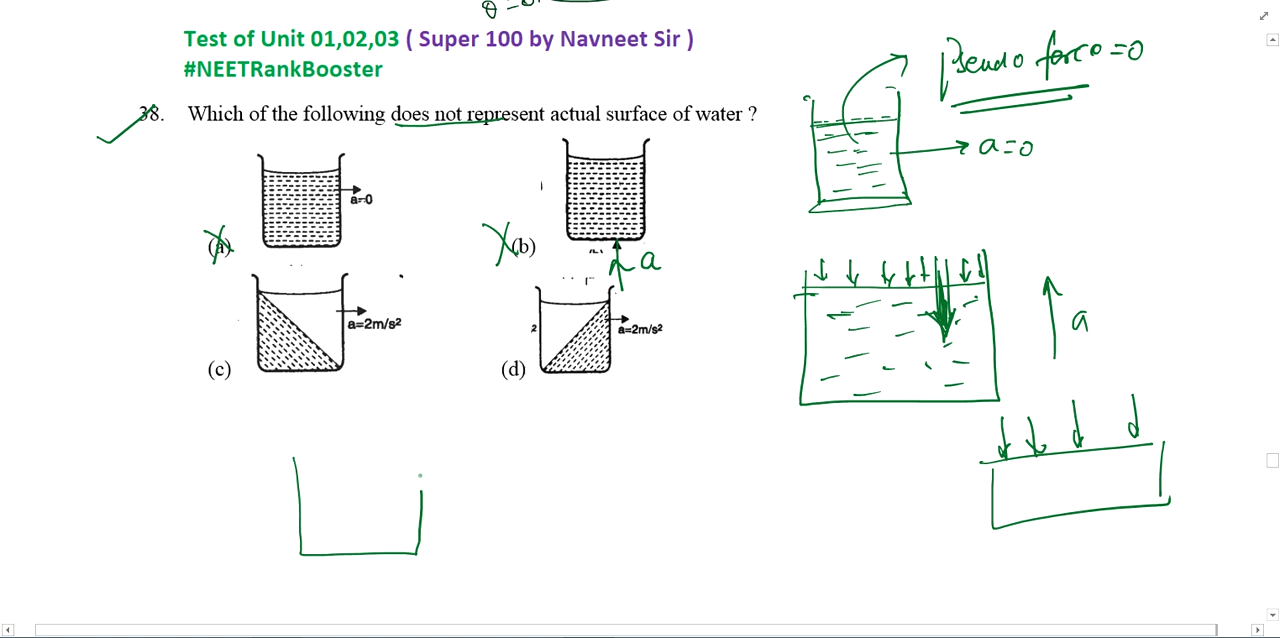 Test of Unit 01,02,03 ( Super 100 by Navneet Sir )
#NEETRankBooster
Pseudo force=0
38. Which of the following does not represent actual surface of water ?
a=0
a=0
(a)
(b)
a
a
a=2m/s²
2
a=2m/s²
(c)
(d)